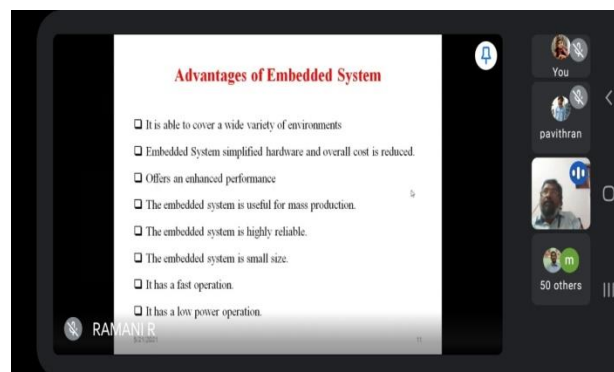 Advantages of Embedded System
It is able to cover a wide variety of environments
Embedded System simplified hardware and overall cost is reduced.
Offers an enhanced performance
The embedded system is useful for mass production.
The embedded system is highly reliable.
The embedded system is small size.
It has a fast operation.
It has a low power operation.
RAMANI R
5/21/2021
11
You
pavithran
m
50 others